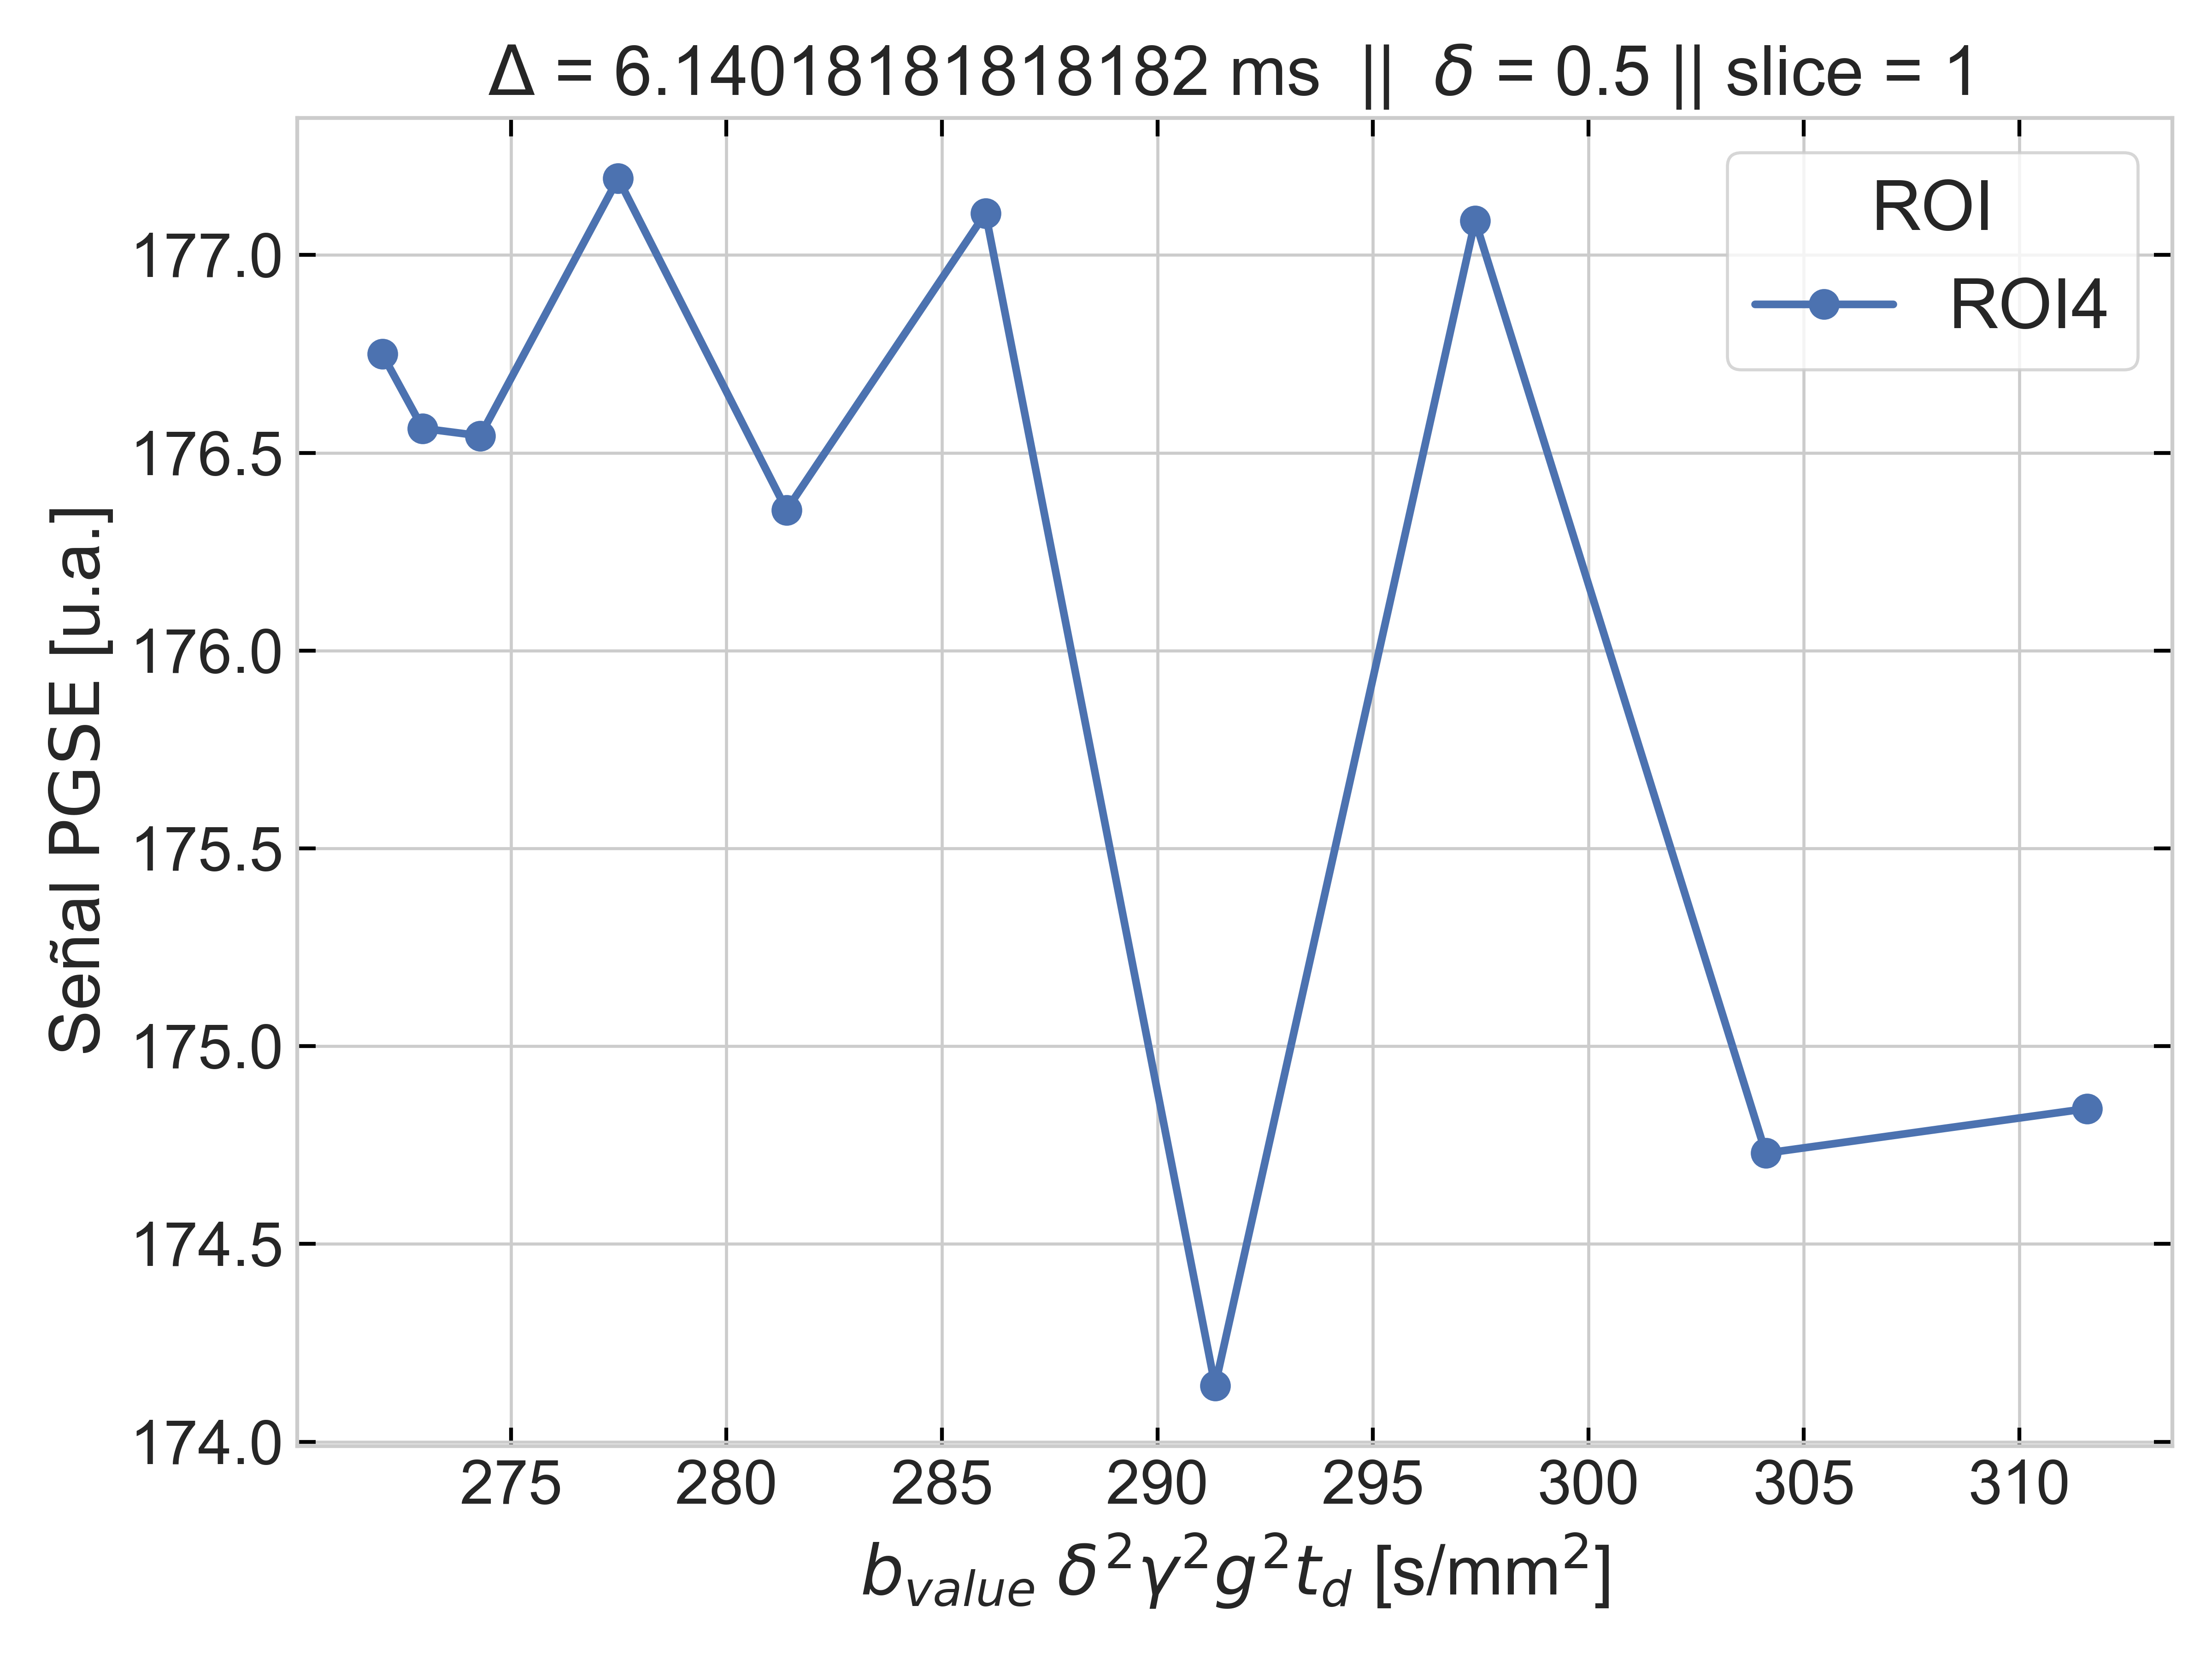 Δ = 6.140181818181818182 ms || δ = 0.5 || slice = 1
ROI
ROI4
177.0
176.5
176.0
175.5
175.0
174.5
174.0
Señal PGSE [u.a.]
275 280 285 290 295 300 305 310
b_value δ²γ²g²t_d [s/mm²]